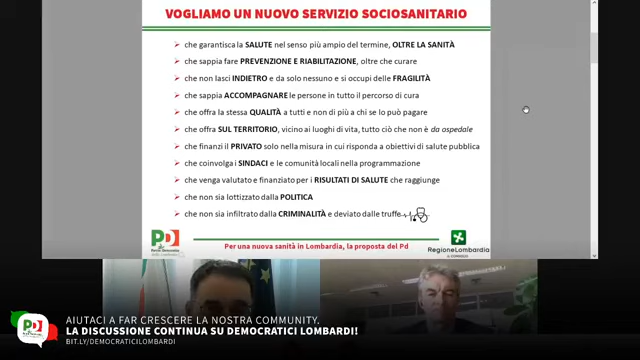 VOGLIAMO UN NUOVO SERVIZIO SOCIOSANITARIO
che garantisca la SALUTE nel senso più ampio del termine, OLTRE LA SANITÀ
che sappia fare PREVENZIONE E RIABILITAZIONE, oltre che curare
che non lasci INDIETRO e da solo nessuno e si occupi delle FRAGILITÀ
che sappia ACCOMPAGNARE le persone in tutto il percorso di cura
che offra la stessa QUALITÀ a tutti e non di più a chi se lo può pagare
che offra SUL TERRITORIO, vicino ai luoghi di vita, tutto ciò che non è da ospedale
che finanzi il PRIVATO solo nella misura in cui risponda a obiettivi di salute pubblica
che coinvolga i SINDACI e le comunità locali nella programmazione
che venga valutato e finanziato per i RISULTATI DI SALUTE che raggiunge
che non sia lottizzato dalla POLITICA
che non sia infiltrato dalla CRIMINALITÀ e deviato dalle truffe
PD
Per una nuova sanità in Lombardia, la proposta del Pd
RegioneLombardia
PD
AIUTACI A FAR CRESCERE LA NOSTRA COMMUNITY.
LA DISCUSSIONE CONTINUA SU DEMOCRATICI LOMBARDI!
BIT.LY/DEMOCRATICILOMBARDI